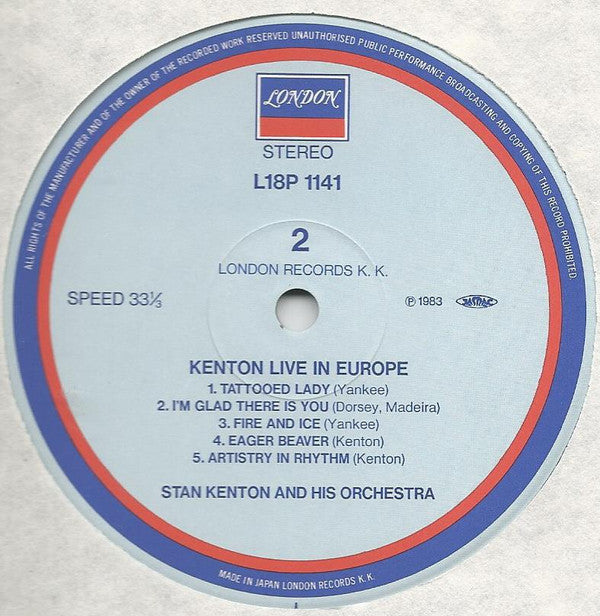 ALL RIGHTS OF THE MANUFACTURER AND OF THE OWNER OF THE RECORDED WORK RESERVED UNAUTHORISED PUBLIC PERFORMANCE BROADCASTING AND COPYING OF THIS RECORD PROHIBITED.
LONDON
STEREO
L18P 1141
2
LONDON RECORDS K. K.
SPEED 33⅓
℗ 1983 JASRAC
KENTON LIVE IN EUROPE
1. TATTOOED LADY (Yankee)
2. I'M GLAD THERE IS YOU (Dorsey, Madeira)
3. FIRE AND ICE (Yankee)
4. EAGER BEAVER (Kenton)
5. ARTISTRY IN RHYTHM (Kenton)
STAN KENTON AND HIS ORCHESTRA
MADE IN JAPAN LONDON RECORDS K. K.